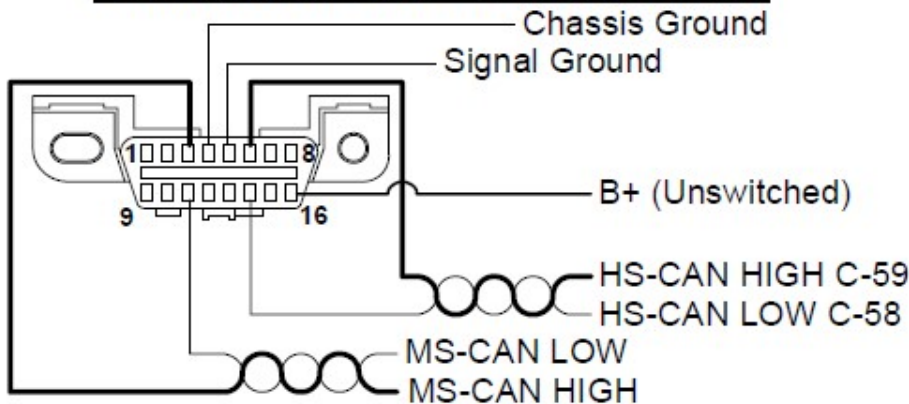 Chassis Ground
Signal Ground
1 8
9 16
B+ (Unswitched)
HS-CAN HIGH C-59
HS-CAN LOW C-58
MS-CAN LOW
MS-CAN HIGH